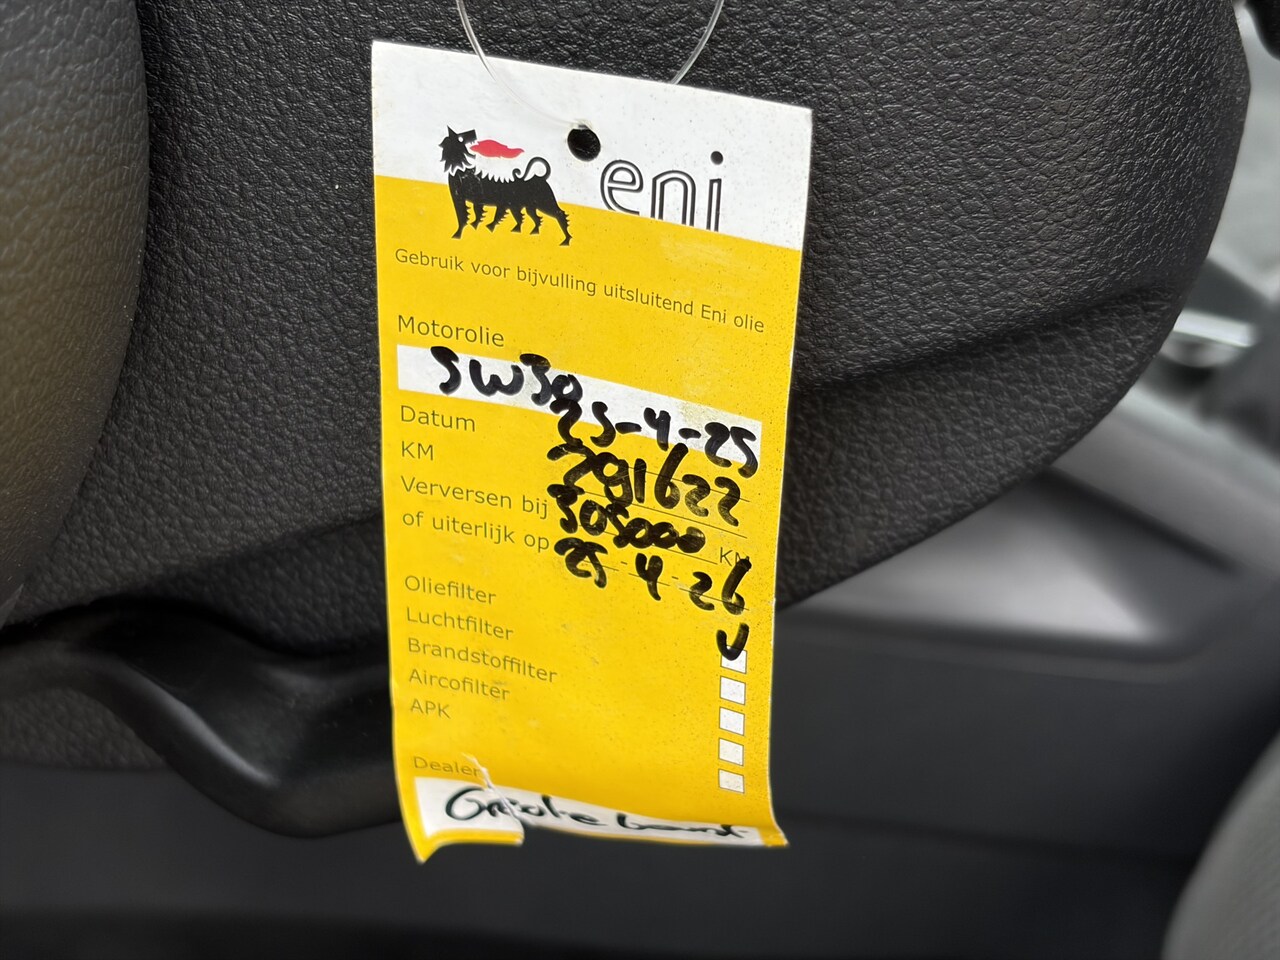 eni
Gebruik voor bijvulling uitsluitend Eni olie
Motorolie
5W30
Datum 25-4-25
KM 291622
Verversen bij 305000 KM
of uiterlijk op 25-4-26
Oliefilter V
Luchtfilter
Brandstoffilter
Aircofilter
APK
Dealer